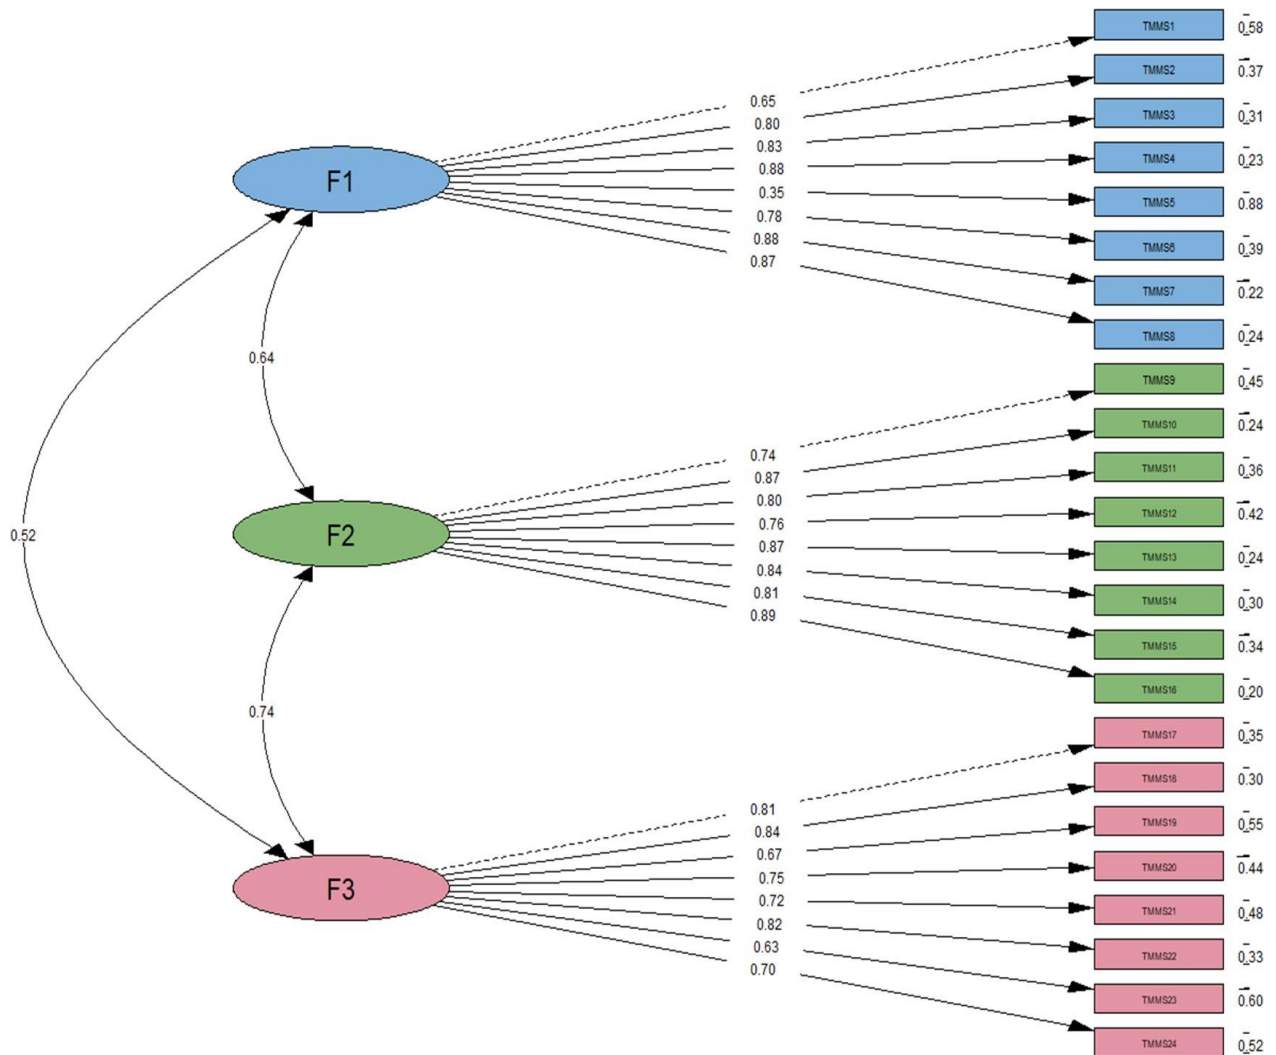 TMMS1 0.58
TMMS2 0.37
0.65
TMMS3 0.31
0.80
0.83
TMMS4 0.23
0.88
F1
0.35
TMMS5 0.88
0.78
0.88
TMMS6 0.39
0.87
TMMS7 0.22
TMMS8 0.24
0.64
TMMS9 0.45
TMMS10 0.24
0.74
TMMS11 0.36
0.87
0.80
TMMS12 0.42
0.76
0.52
F2
0.87
TMMS13 0.24
0.84
0.81
TMMS14 0.30
0.89
TMMS15 0.34
TMMS16 0.20
0.74
TMMS17 0.35
TMMS18 0.30
0.81
TMMS19 0.55
0.84
0.67
TMMS20 0.44
0.75
F3
0.72
TMMS21 0.48
0.82
0.63
TMMS22 0.33
0.70
TMMS23 0.60
TMMS24 0.52